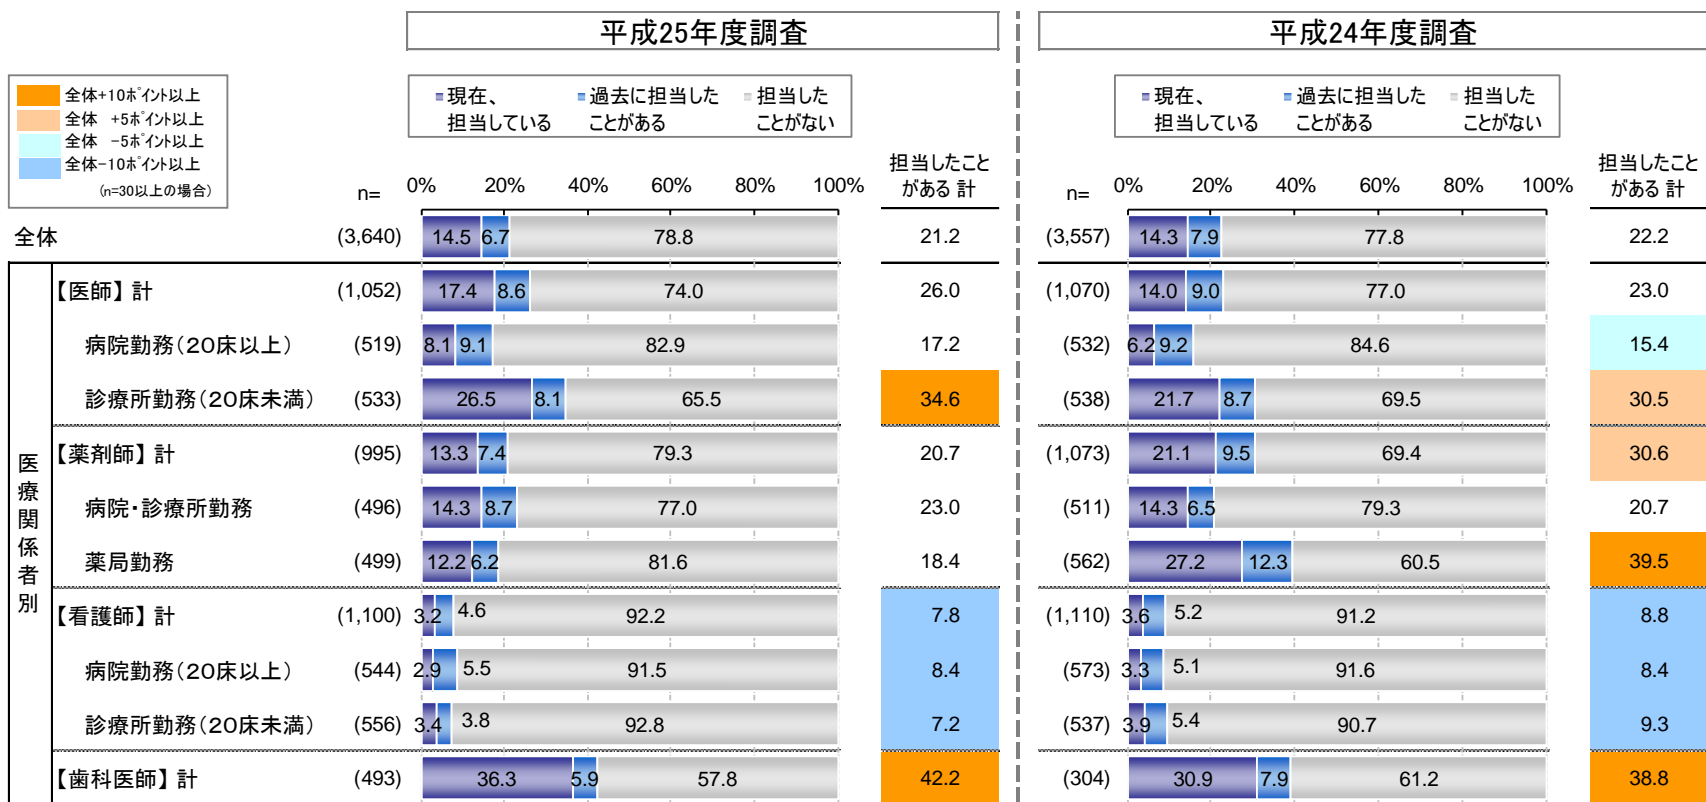 平成25年度調査
平成24年度調査
全体+10ポイント以上
全体 +5ポイント以上
全体 -5ポイント以上
全体-10ポイント以上
(n=30以上の場合)
現在、担当している 過去に担当したことがある 担当したことがない
現在、担当している 過去に担当したことがある 担当したことがない
n= 0% 20% 40% 60% 80% 100% 担当したことがある 計
n= 0% 20% 40% 60% 80% 100% 担当したことがある 計
全体 (3,640) 14.5 6.7 78.8 21.2 (3,557) 14.3 7.9 77.8 22.2
医療関係者別
【医師】計 (1,052) 17.4 8.6 74.0 26.0 (1,070) 14.0 9.0 77.0 23.0
病院勤務(20床以上) (519) 8.1 9.1 82.9 17.2 (532) 6.2 9.2 84.6 15.4
診療所勤務(20床未満) (533) 26.5 8.1 65.5 34.6 (538) 21.7 8.7 69.5 30.5
【薬剤師】計 (995) 13.3 7.4 79.3 20.7 (1,073) 21.1 9.5 69.4 30.6
病院・診療所勤務 (496) 14.3 8.7 77.0 23.0 (511) 14.3 6.5 79.3 20.7
薬局勤務 (499) 12.2 6.2 81.6 18.4 (562) 27.2 12.3 60.5 39.5
【看護師】計 (1,100) 3.2 4.6 92.2 7.8 (1,110) 3.6 5.2 91.2 8.8
病院勤務(20床以上) (544) 2.9 5.5 91.5 8.4 (573) 3.3 5.1 91.6 8.4
診療所勤務(20床未満) (556) 3.4 3.8 92.8 7.2 (537) 3.9 5.4 90.7 9.3
【歯科医師】計 (493) 36.3 5.9 57.8 42.2 (304) 30.9 7.9 61.2 38.8